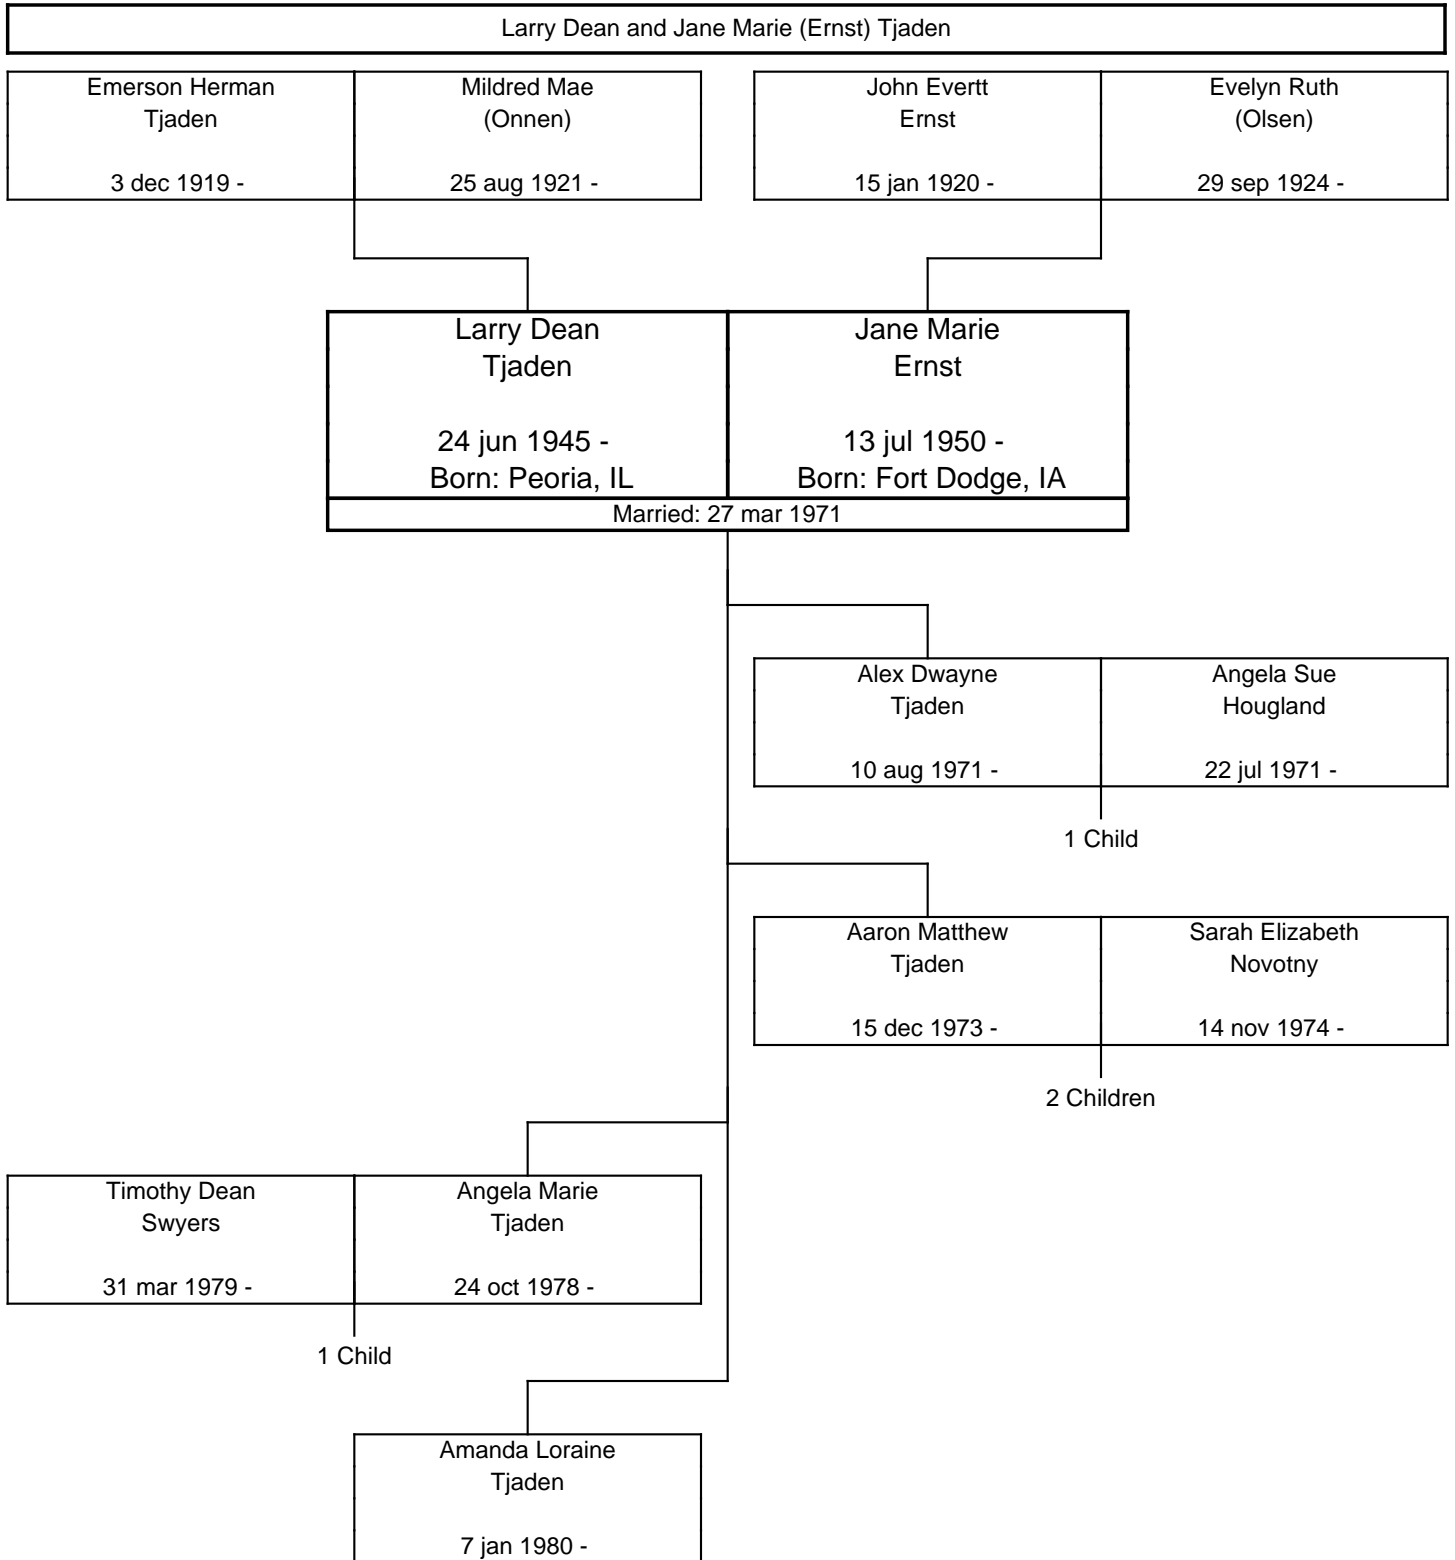 Larry Dean and Jane Marie (Ernst) Tjaden
Emerson Herman
Tjaden
3 dec 1919 -
Mildred Mae
(Onnen)
25 aug 1921 -
John Evertt
Ernst
15 jan 1920 -
Evelyn Ruth
(Olsen)
29 sep 1924 -
Larry Dean
Tjaden
24 jun 1945 -
Born: Peoria, IL
Jane Marie
Ernst
13 jul 1950 -
Born: Fort Dodge, IA
Married: 27 mar 1971
Alex Dwayne
Tjaden
10 aug 1971 -
Angela Sue
Hougland
22 jul 1971 -
1 Child
Aaron Matthew
Tjaden
15 dec 1973 -
Sarah Elizabeth
Novotny
14 nov 1974 -
2 Children
Timothy Dean
Swyers
31 mar 1979 -
Angela Marie
Tjaden
24 oct 1978 -
1 Child
Amanda Loraine
Tjaden
7 jan 1980 -